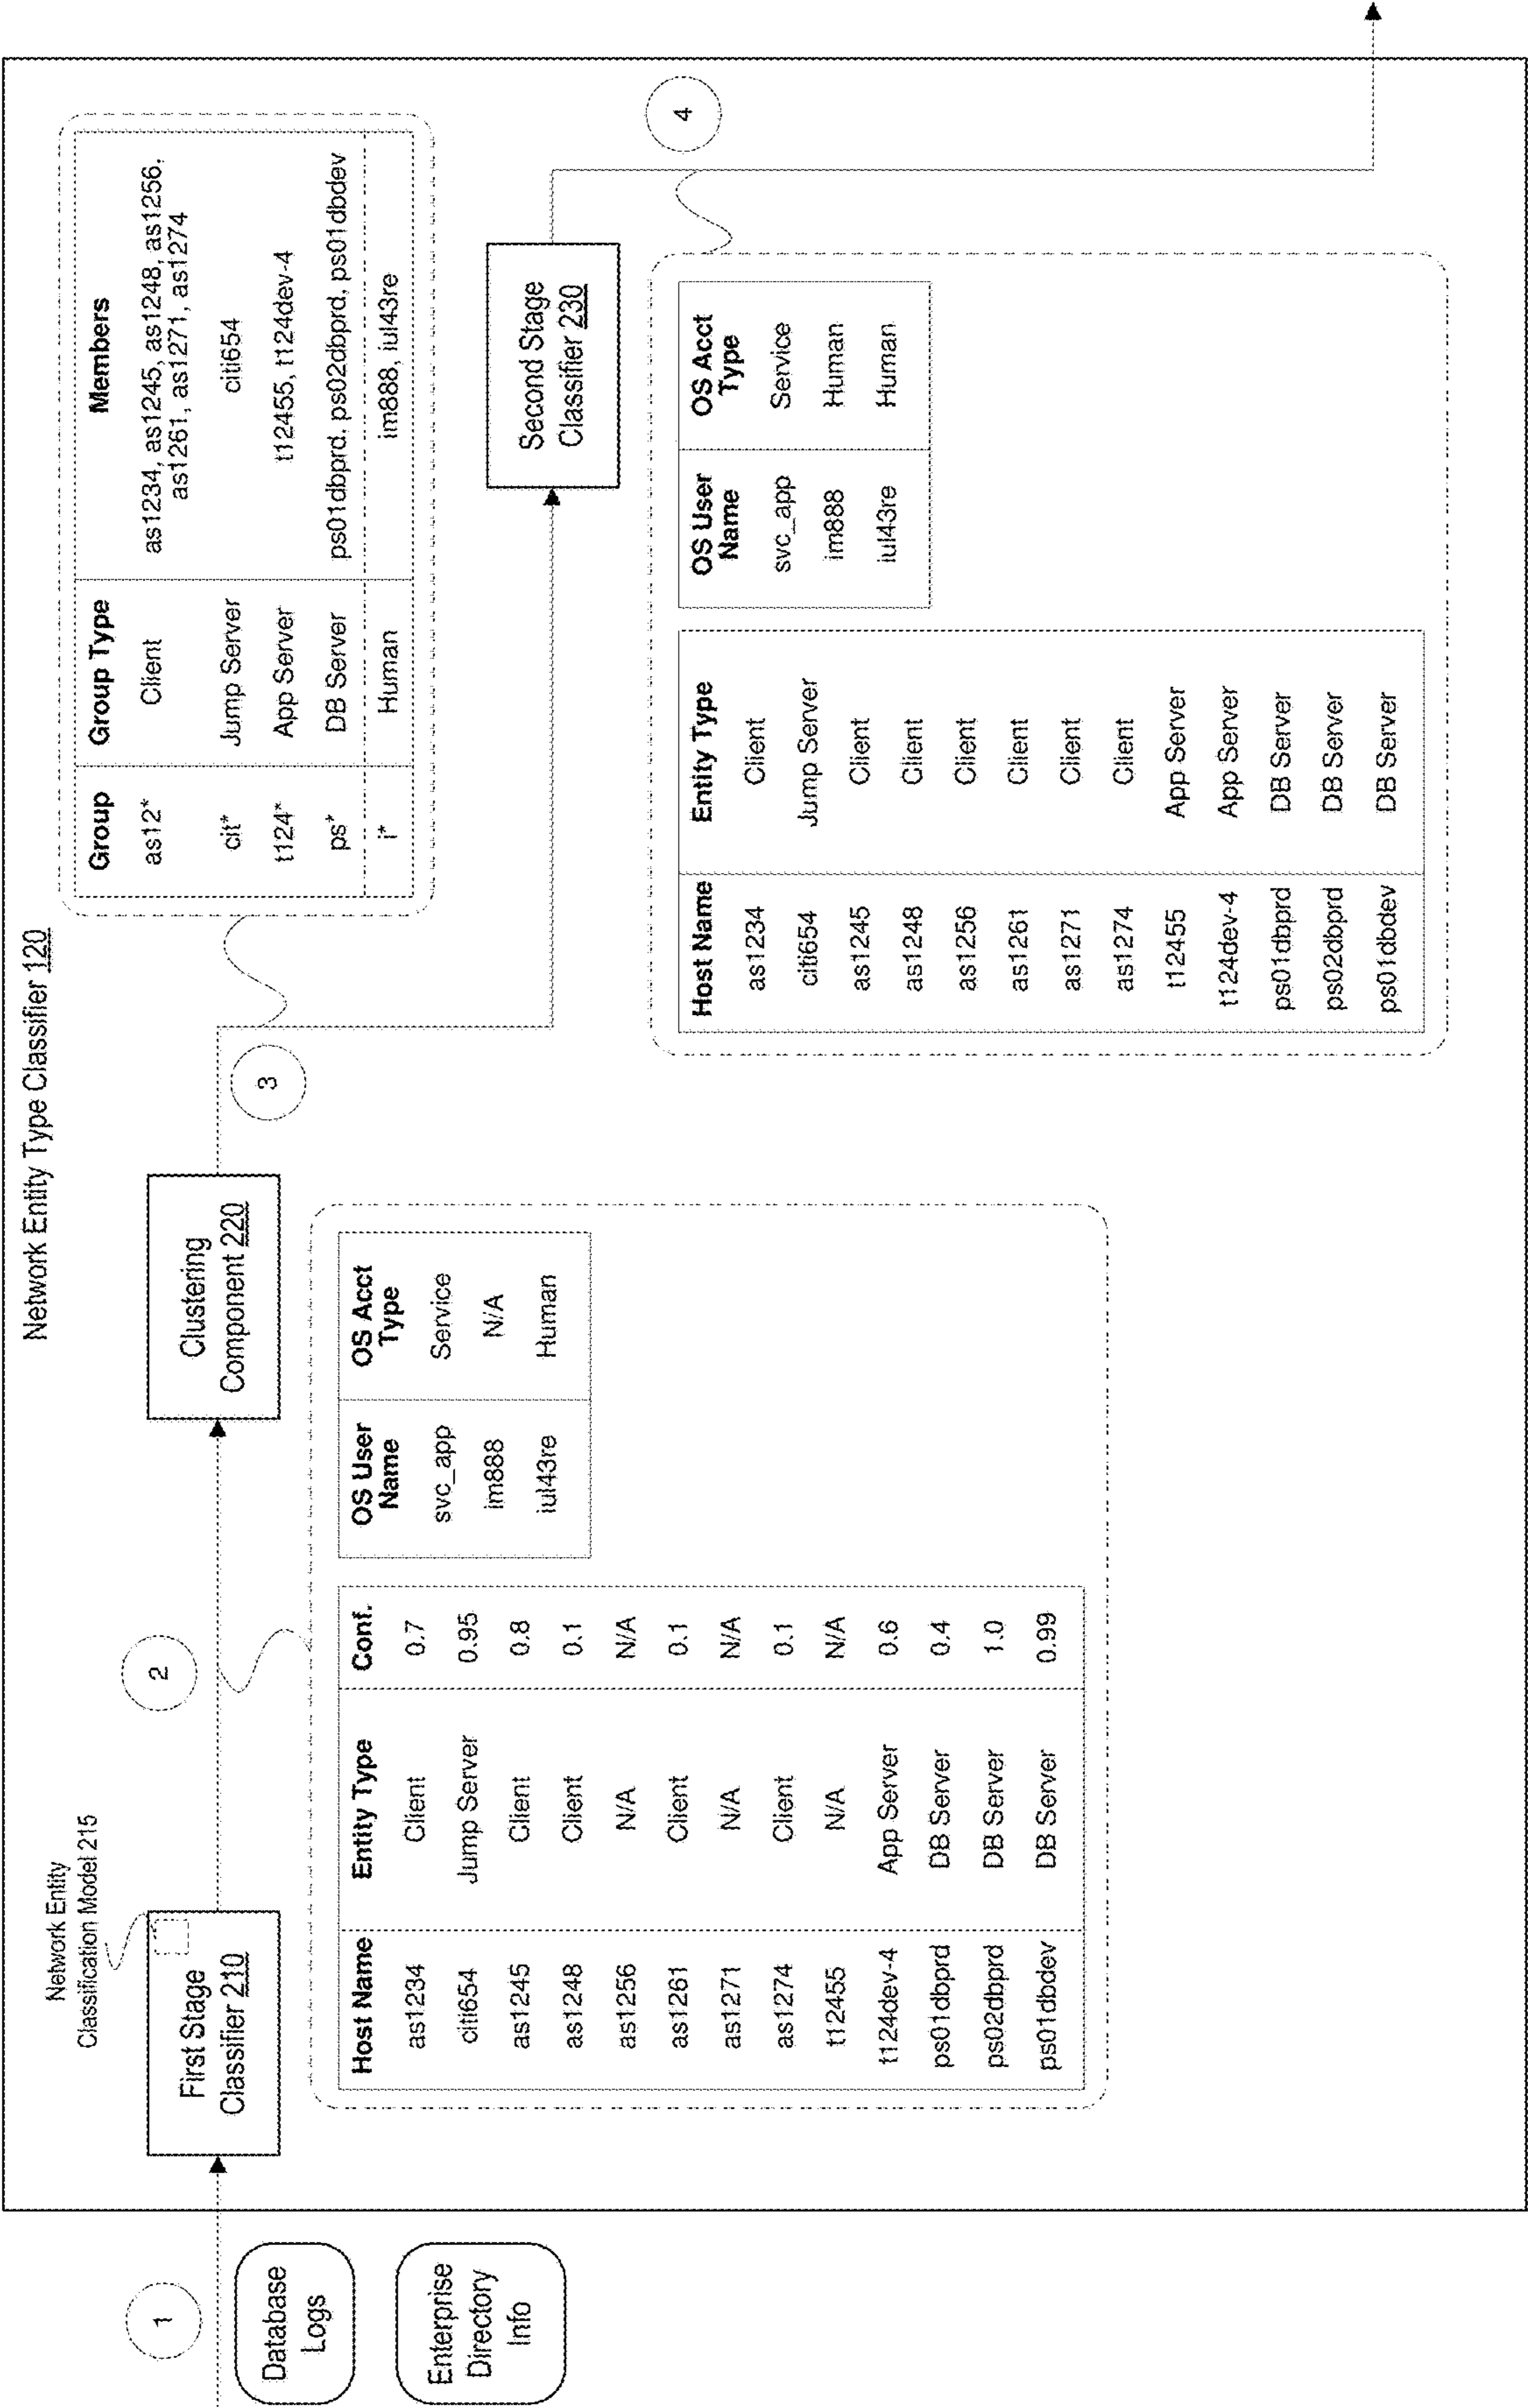 Network Entity Type Classifier 120
1
Database
Logs
Enterprise
Directory
Info
Network Entity
Classification Model 215
First Stage
Classifier 210
2
Clustering
Component 220
3
Host Name Entity Type Conf.
as1234 Client 0.7
citi654 Jump Server 0.95
as1245 Client 0.8
as1248 Client 0.1
as1256 N/A N/A
as1261 Client 0.1
as1271 N/A N/A
as1274 Client 0.1
t12455 N/A N/A
t124dev-4 App Server 0.6
ps01dbprd DB Server 0.4
ps02dbprd DB Server 1.0
ps01dbdev DB Server 0.99
OS User
Name
OS Acct
Type
svc_app Service
im888 N/A
iul43re Human
Group Group Type Members
as12* Client as1234, as1245, as1248, as1256,
as1261, as1271, as1274
cit* Jump Server citi654
t124* App Server t12455, t124dev-4
ps* DB Server ps01dbprd. ps02dbprd, ps01dbdev
i* Human im888, iul43re
Second Stage
Classifier 230
4
Host Name Entity Type
as1234 Client
citi654 Jump Server
as1245 Client
as1248 Client
as1256 Client
as1261 Client
as1271 Client
as1274 Client
t12455 App Server
t124dev-4 App Server
ps01dbprd DB Server
ps02dbprd DB Server
ps01dbdev DB Server
OS User
Name
OS Acct
Type
svc_app Service
im888 Human
iul43re Human